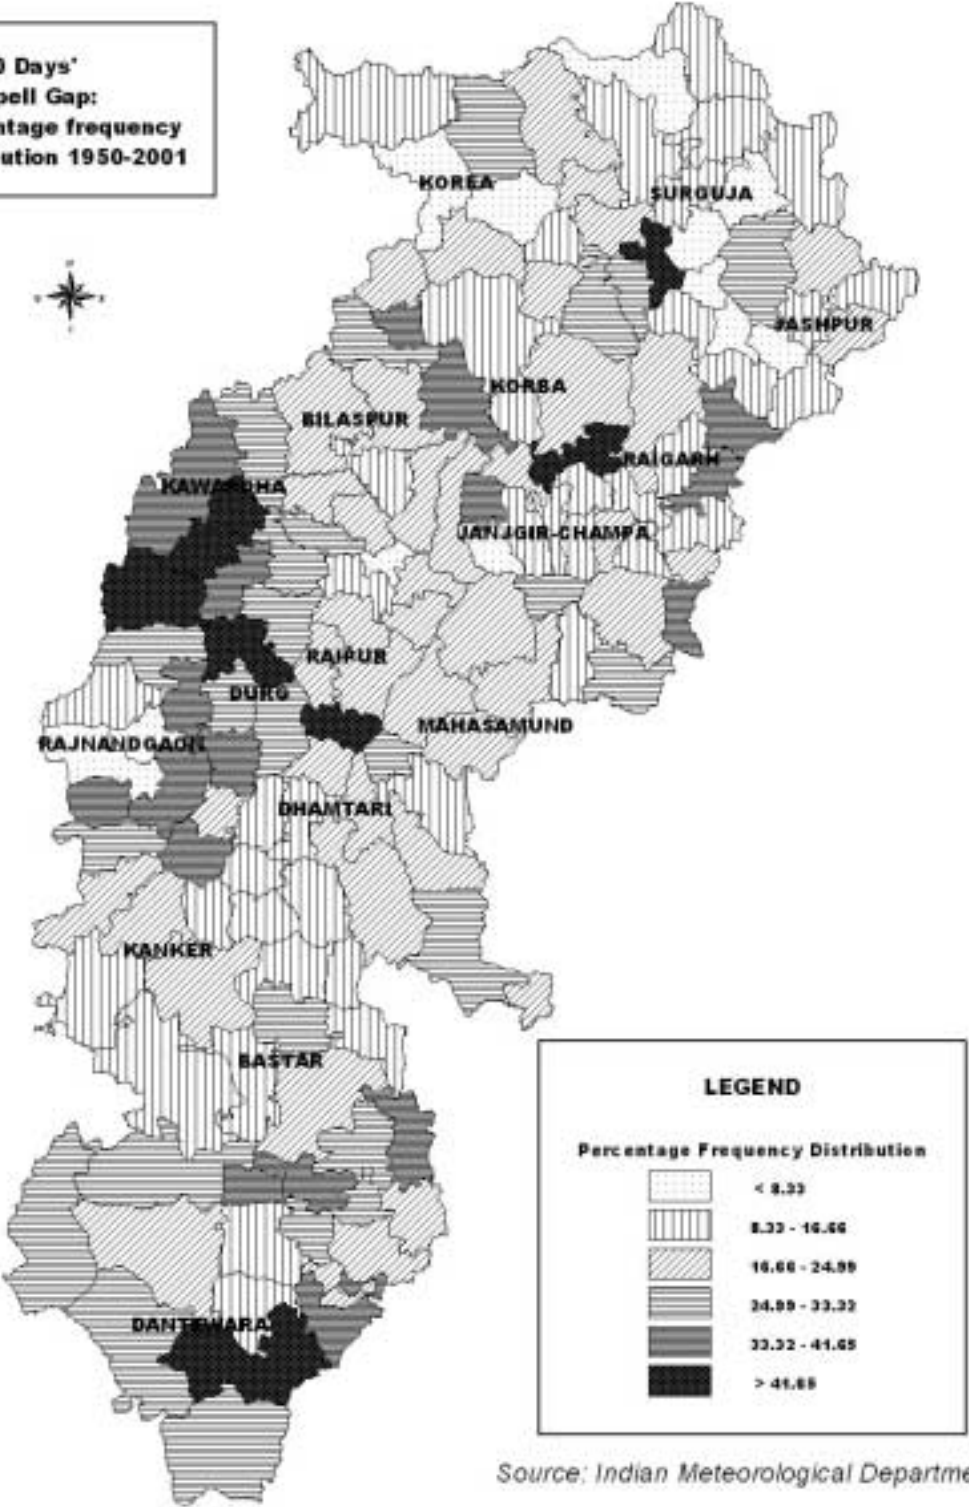 0 Days'
pell Gap:
ntage frequency
ution 1950-2001
KOREA
SURGUJA
JASHPUR
KORBA
BILASPUR
RAIGARH
KAWARDHA
JANJGIR-CHAMPA
RAIPUR
DURG
MAHASAMUND
RAJNANDGAON
DHAMTARI
KANKER
BASTAR
DANTEWARA
LEGEND
Percentage Frequency Distribution
< 8.33
8.33 - 16.66
16.66 - 24.99
24.99 - 33.32
33.32 - 41.65
> 41.65
Source: Indian Meteorological Departme